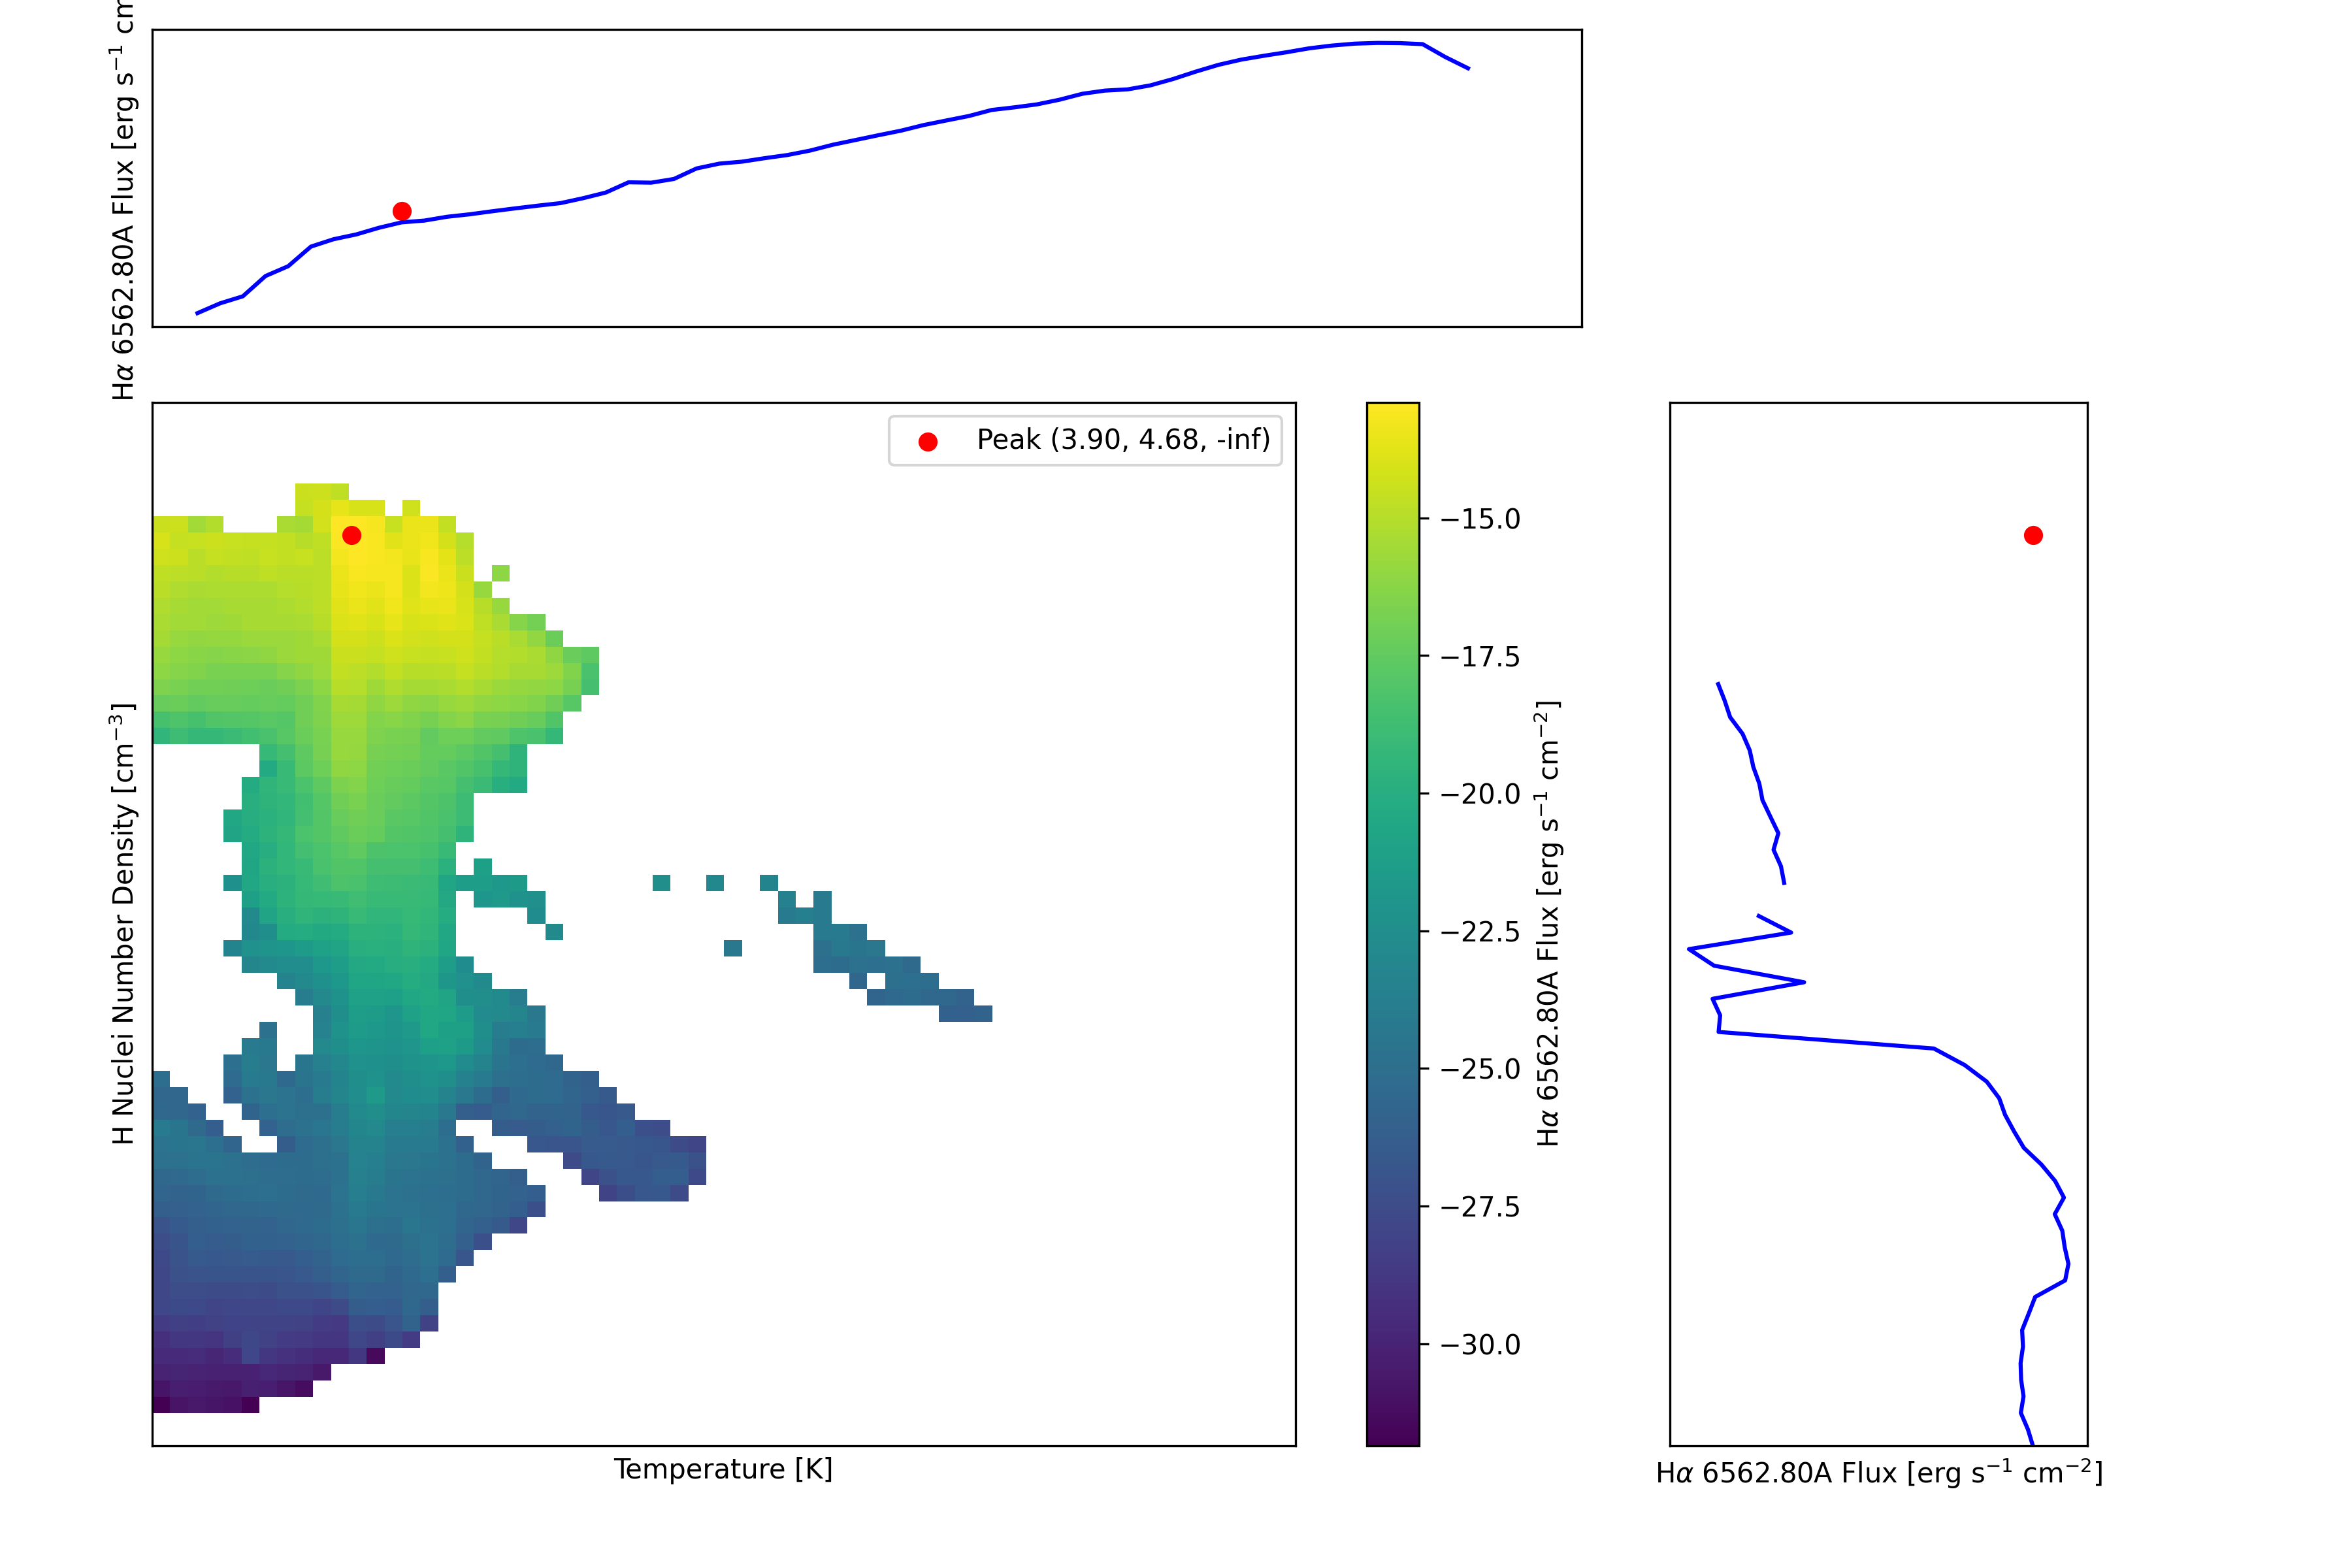 Hα 6562.80A Flux [erg s⁻¹ cm
Peak (3.90, 4.68, -inf)
H Nuclei Number Density [cm⁻³]
Temperature [K]
−15.0
−17.5
−20.0
−22.5
−25.0
−27.5
−30.0
Hα 6562.80A Flux [erg s⁻¹ cm⁻²]
Hα 6562.80A Flux [erg s⁻¹ cm⁻²]